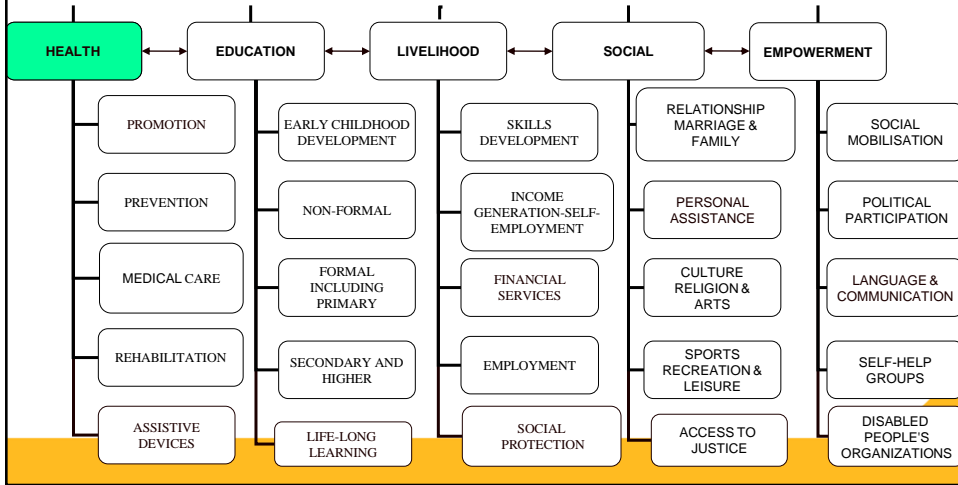 HEALTH
EDUCATION
LIVELIHOOD
SOCIAL
EMPOWERMENT
PROMOTION
PREVENTION
MEDICAL CARE
REHABILITATION
ASSISTIVE
DEVICES
EARLY CHILDHOOD
DEVELOPMENT
NON-FORMAL
FORMAL
INCLUDING
PRIMARY
SECONDARY AND
HIGHER
LIFE-LONG
LEARNING
SKILLS
DEVELOPMENT
INCOME
GENERATION-SELF-
EMPLOYMENT
FINANCIAL
SERVICES
EMPLOYMENT
SOCIAL
PROTECTION
RELATIONSHIP
MARRIAGE &
FAMILY
PERSONAL
ASSISTANCE
CULTURE
RELIGION &
ARTS
SPORTS
RECREATION &
LEISURE
ACCESS TO
JUSTICE
SOCIAL
MOBILISATION
POLITICAL
PARTICIPATION
LANGUAGE &
COMMUNICATION
SELF-HELP
GROUPS
DISABLED
PEOPLE'S
ORGANIZATIONS